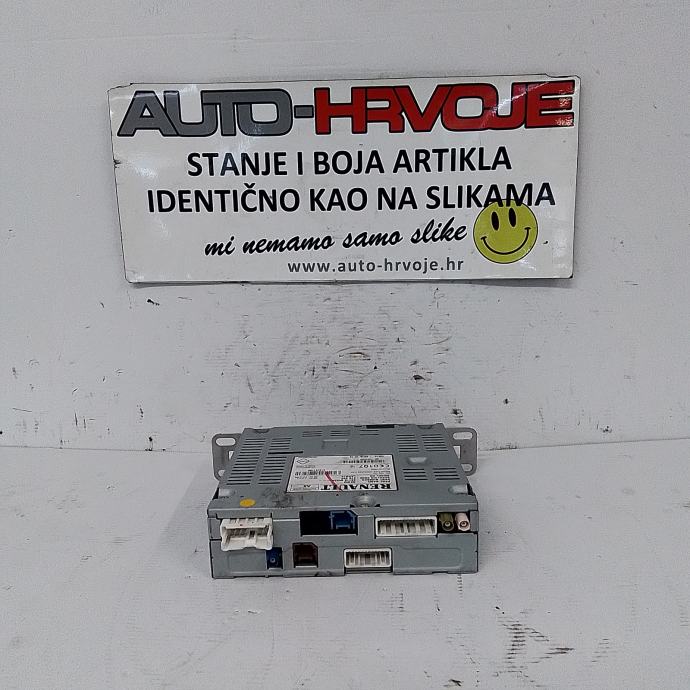 AUTO-HRVOJE
STANJE I BOJA ARTIKLA
IDENTIČNO KAO NA SLIKAMA
mi nemamo samo slike
www.auto-hrvoje.hr
RENAULT